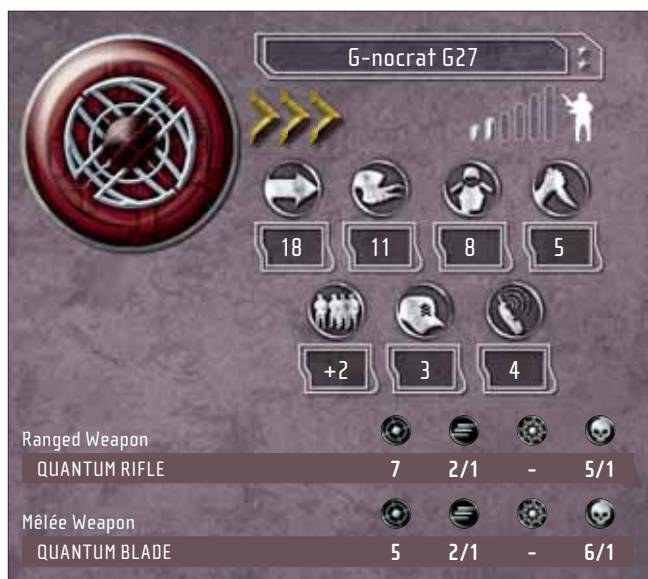 G-nocrat G27
18 11 8 5
+2 3 4
Ranged Weapon
QUANTUM RIFLE 7 2/1 - 5/1
Mêlée Weapon
QUANTUM BLADE 5 2/1 - 6/1